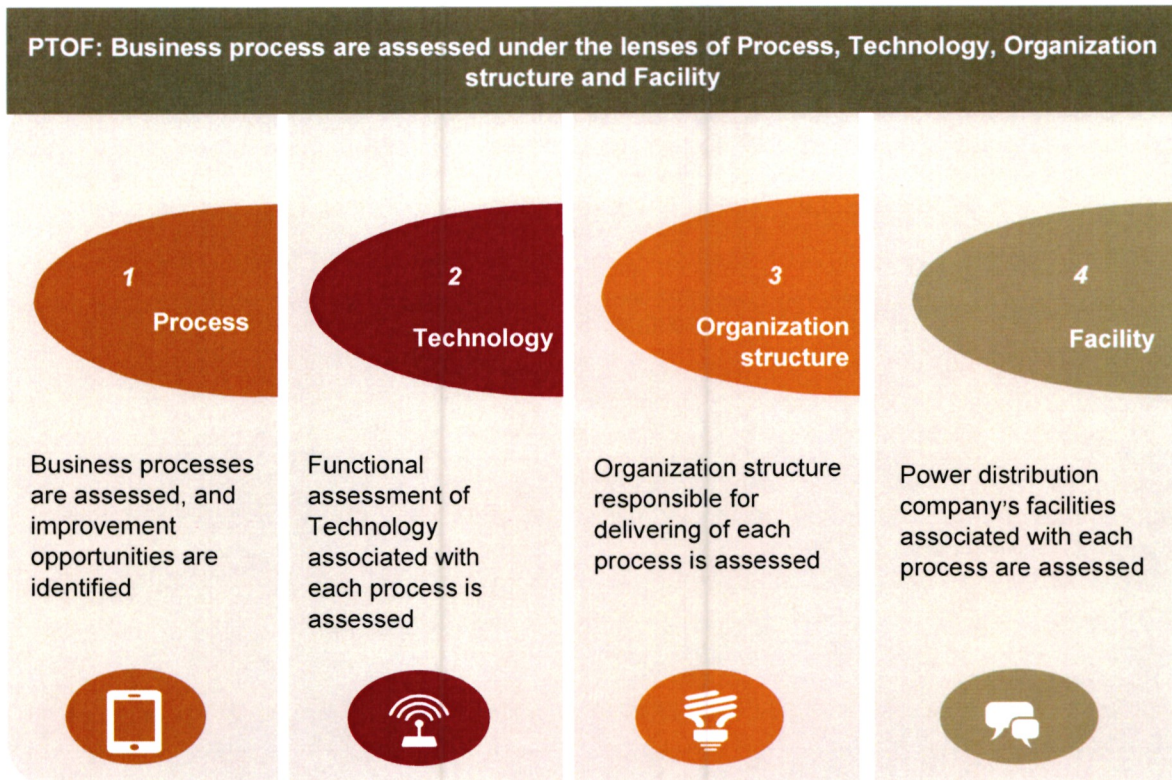 PTOF: Business process are assessed under the lenses of Process, Technology, Organization
structure and Facility
1
Process
Business processes
are assessed, and
improvement
opportunities are
identified
2
Technology
Functional
assessment of
Technology
associated with
each process is
assessed
3
Organization
structure
Organization structure
responsible for
delivering of each
process is assessed
4
Facility
Power distribution
company's facilities
associated with each
process are assessed